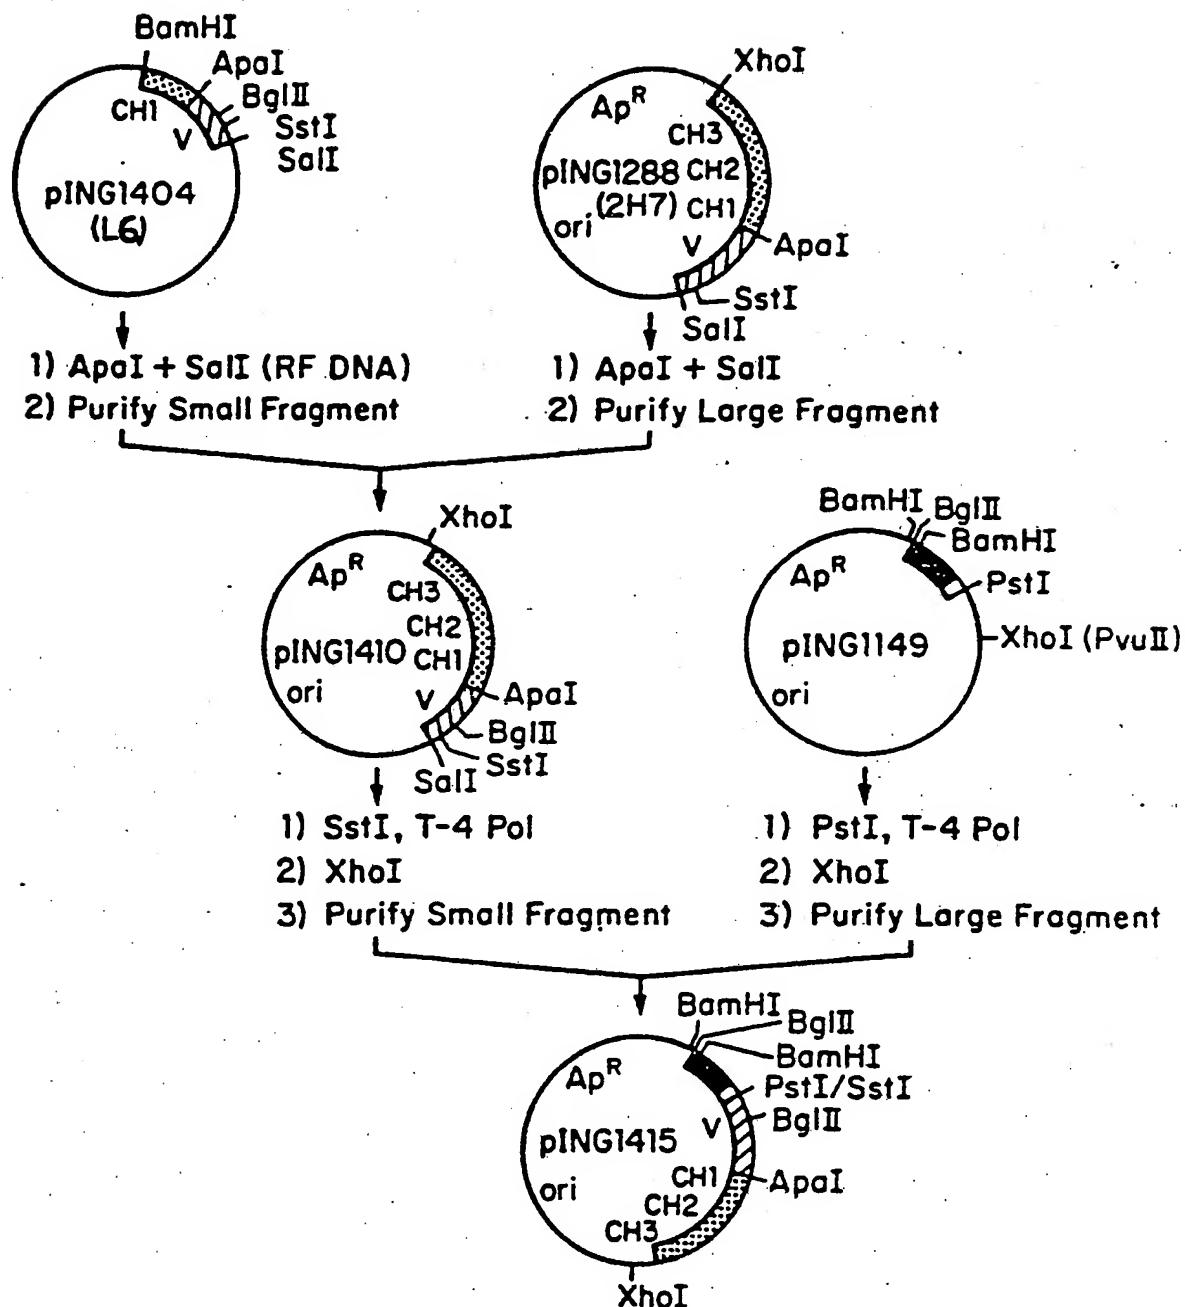 BamHI
ApaI
BglII
SstI
SalI
CH1
V
pING1404
(L6)
XhoI
Ap^R
CH3
pING1288 CH2
(2H7) CH1
ori
V
ApaI
SstI
SalI
1) ApaI + SalI (RF DNA)
2) Purify Small Fragment
1) ApaI + SalI
2) Purify Large Fragment
XhoI
Ap^R
CH3
CH2
pING1410 CH1
ori
V
ApaI
BglII
SstI
SalI
BamHI
BglII
BamHI
Ap^R
PstI
XhoI (PvuII)
pING1149
ori
1) SstI, T-4 Pol
2) XhoI
3) Purify Small Fragment
1) PstI, T-4 Pol
2) XhoI
3) Purify Large Fragment
BamHI
BglII
BamHI
Ap^R
PstI/SstI
V
BglII
pING1415
ori
CH1
ApaI
CH2
CH3
XhoI